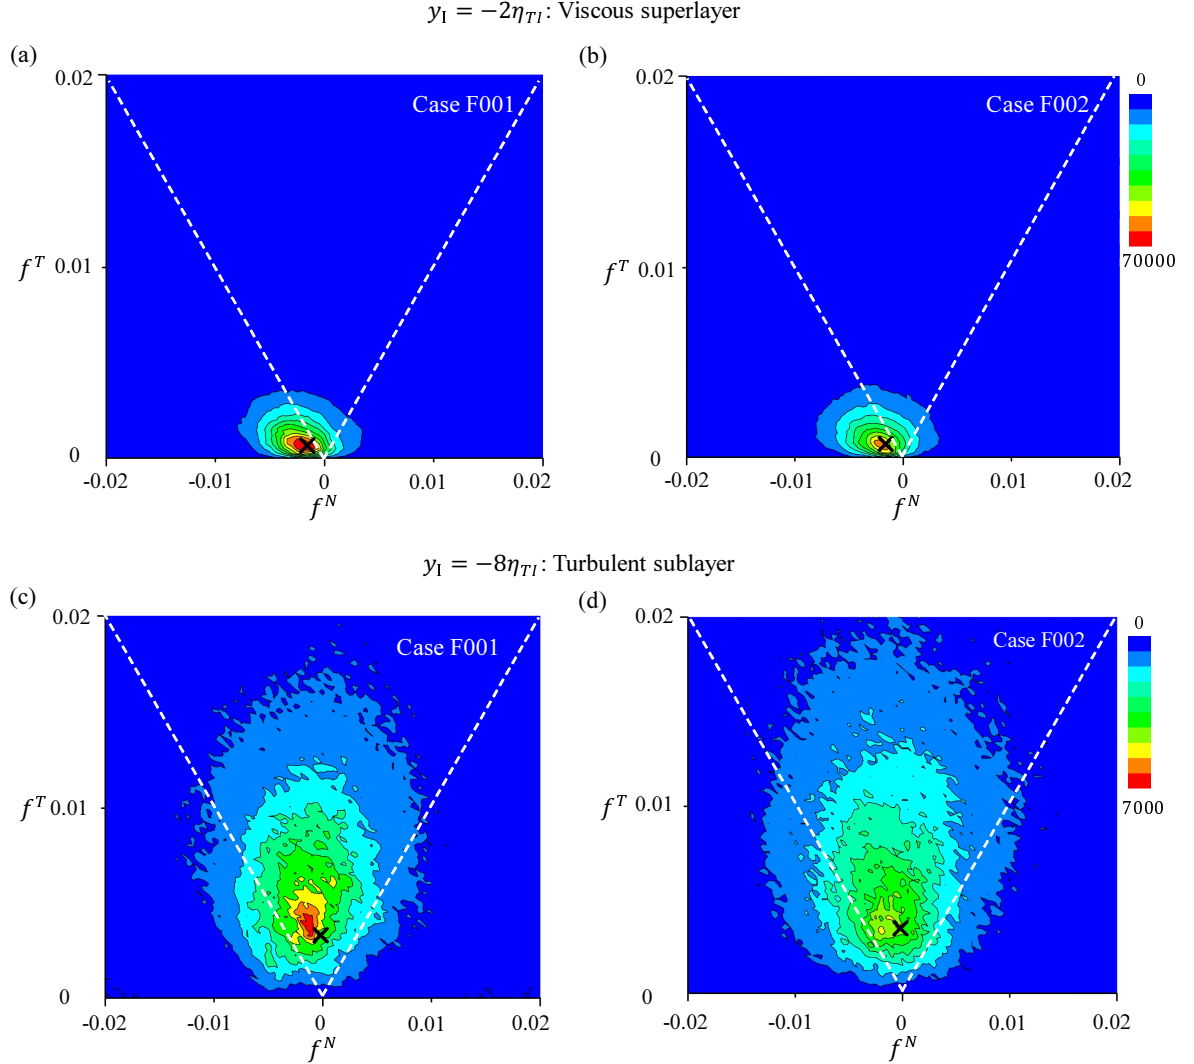 y_I = −2η_TI: Viscous superlayer
(a)
(b)
0.02
Case F001
0.02
Case F002
0
f^T 0.01
f^T 0.01
70000
0
0
-0.02 -0.01 0 0.01 0.02
-0.02 -0.01 0 0.01 0.02
f^N
f^N
y_I = −8η_TI: Turbulent sublayer
(c)
(d)
0.02
Case F001
0.02
Case F002
0
f^T 0.01
f^T 0.01
7000
0
0
-0.02 -0.01 0 0.01 0.02
-0.02 -0.01 0 0.01 0.02
f^N
f^N